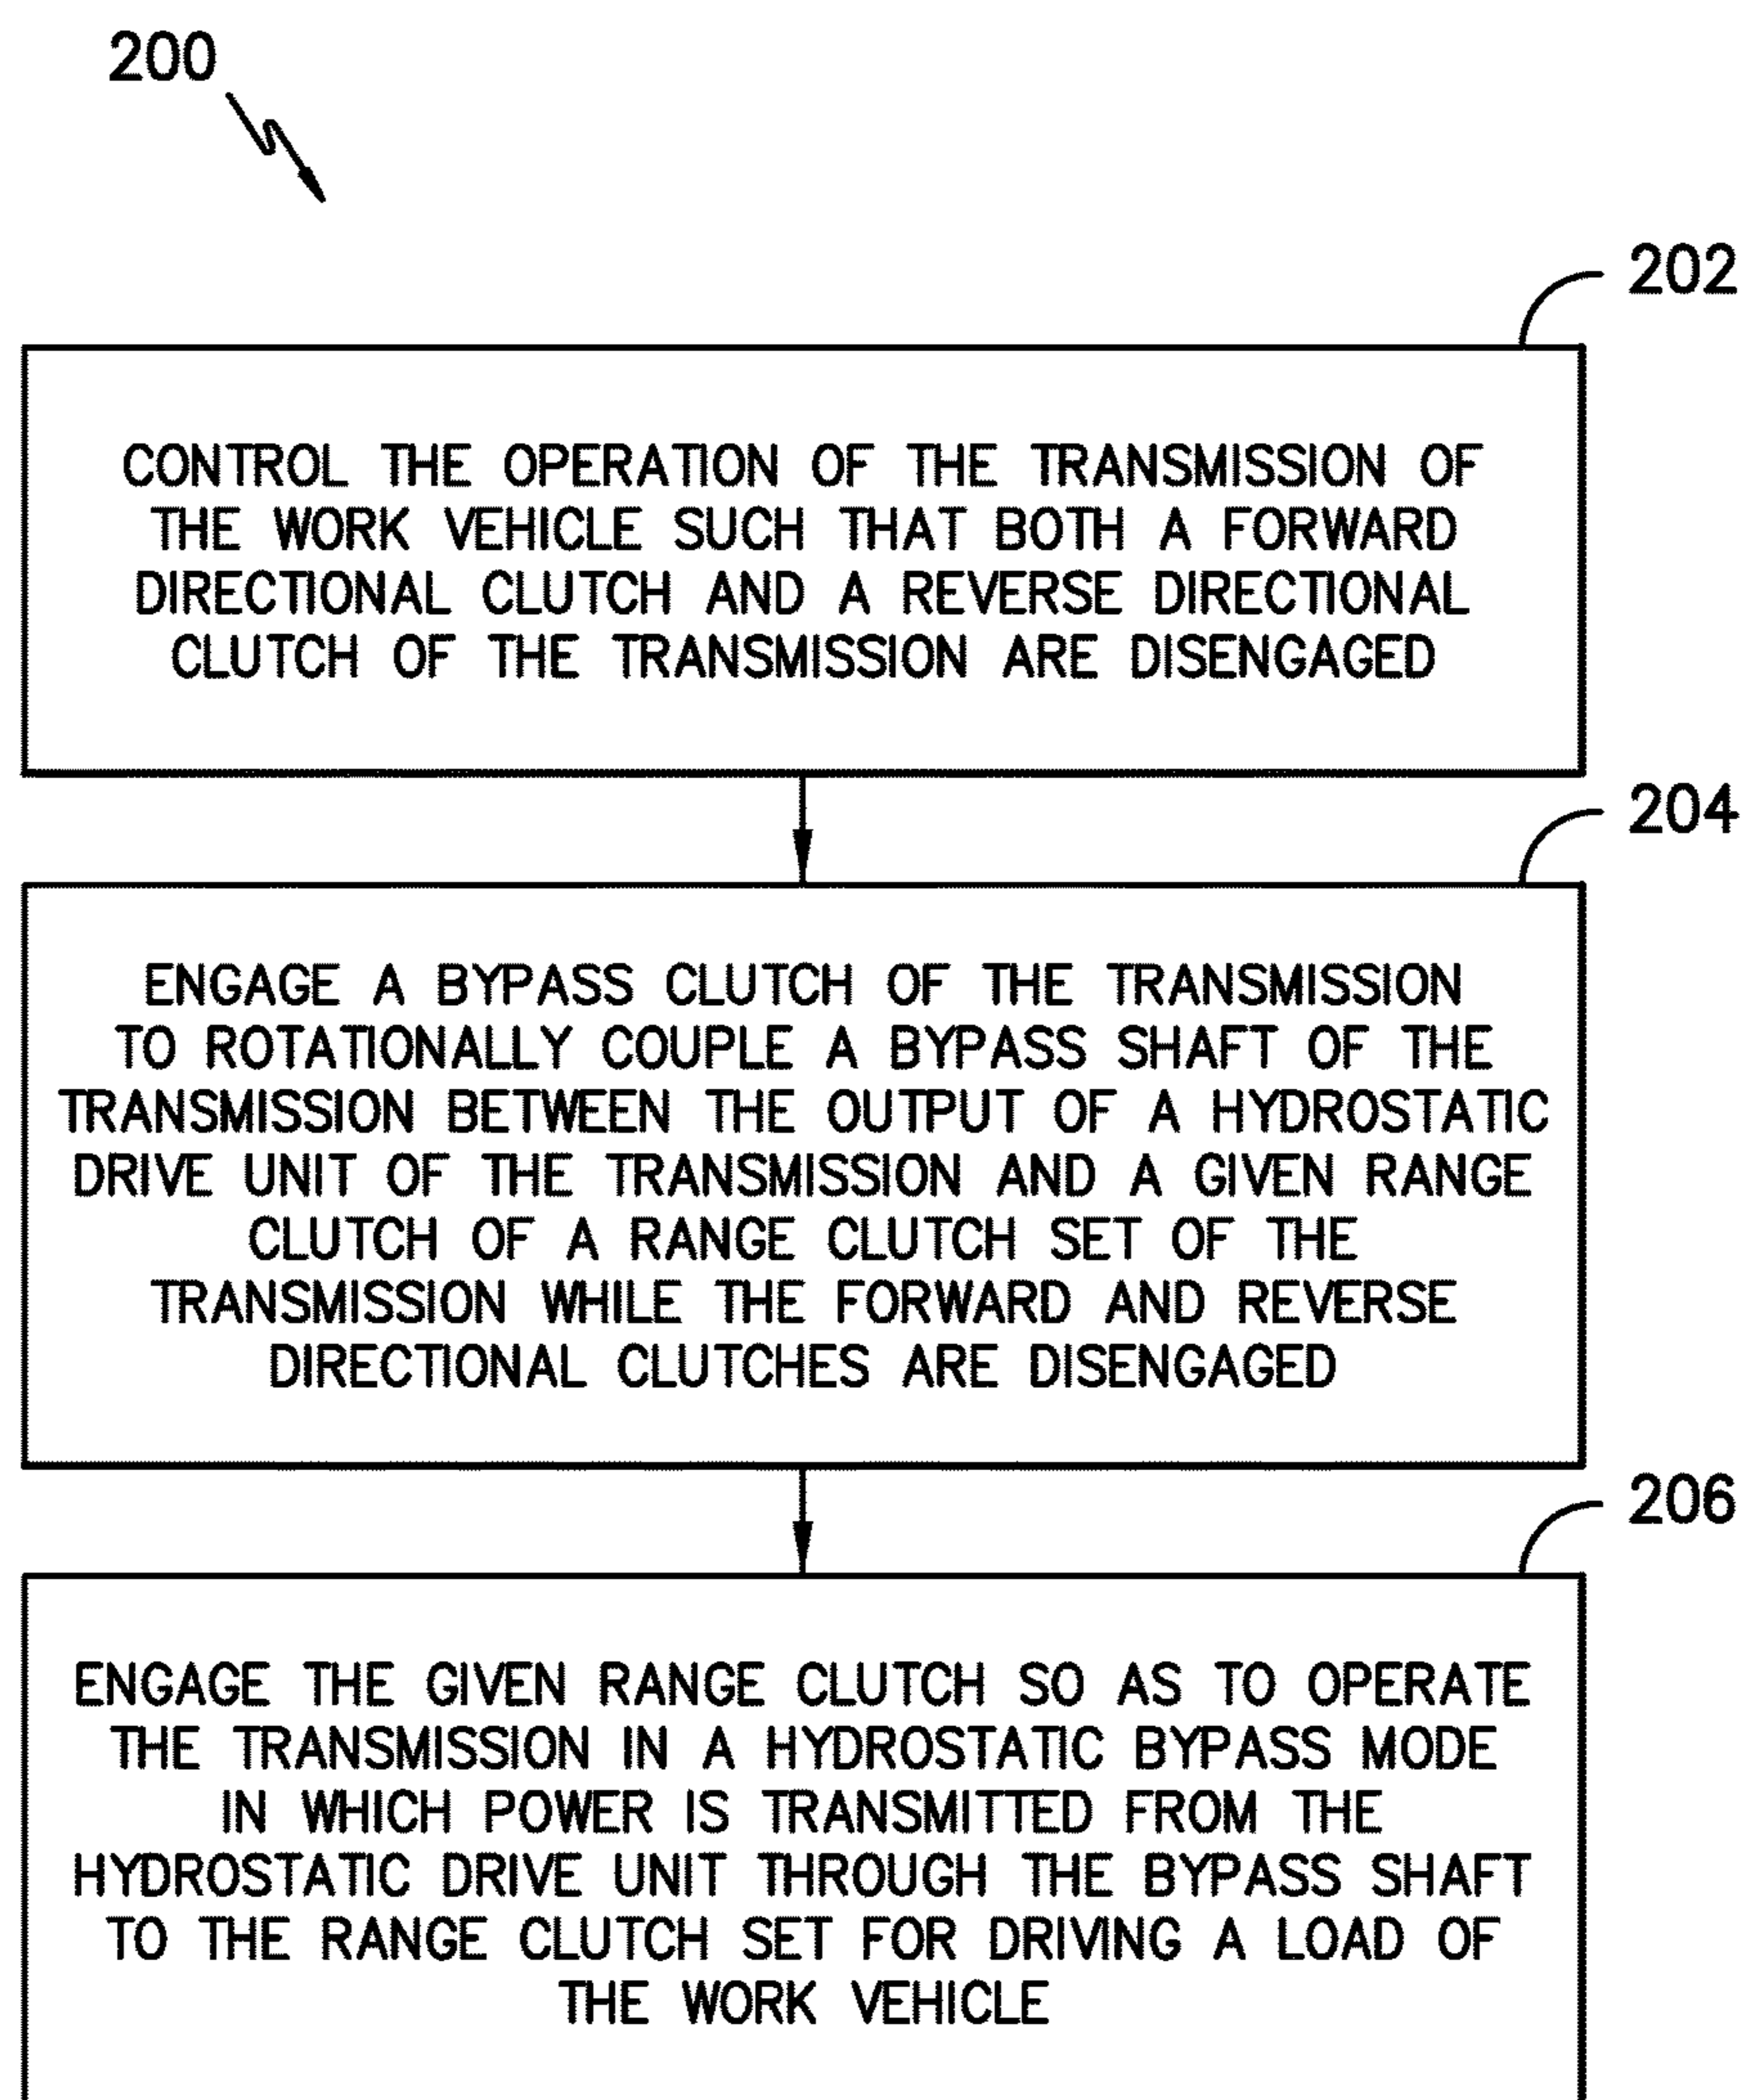 200
202
CONTROL THE OPERATION OF THE TRANSMISSION OF
THE WORK VEHICLE SUCH THAT BOTH A FORWARD
DIRECTIONAL CLUTCH AND A REVERSE DIRECTIONAL
CLUTCH OF THE TRANSMISSION ARE DISENGAGED
204
ENGAGE A BYPASS CLUTCH OF THE TRANSMISSION
TO ROTATIONALLY COUPLE A BYPASS SHAFT OF THE
TRANSMISSION BETWEEN THE OUTPUT OF A HYDROSTATIC
DRIVE UNIT OF THE TRANSMISSION AND A GIVEN RANGE
CLUTCH OF A RANGE CLUTCH SET OF THE
TRANSMISSION WHILE THE FORWARD AND REVERSE
DIRECTIONAL CLUTCHES ARE DISENGAGED
206
ENGAGE THE GIVEN RANGE CLUTCH SO AS TO OPERATE
THE TRANSMISSION IN A HYDROSTATIC BYPASS MODE
IN WHICH POWER IS TRANSMITTED FROM THE
HYDROSTATIC DRIVE UNIT THROUGH THE BYPASS SHAFT
TO THE RANGE CLUTCH SET FOR DRIVING A LOAD OF
THE WORK VEHICLE